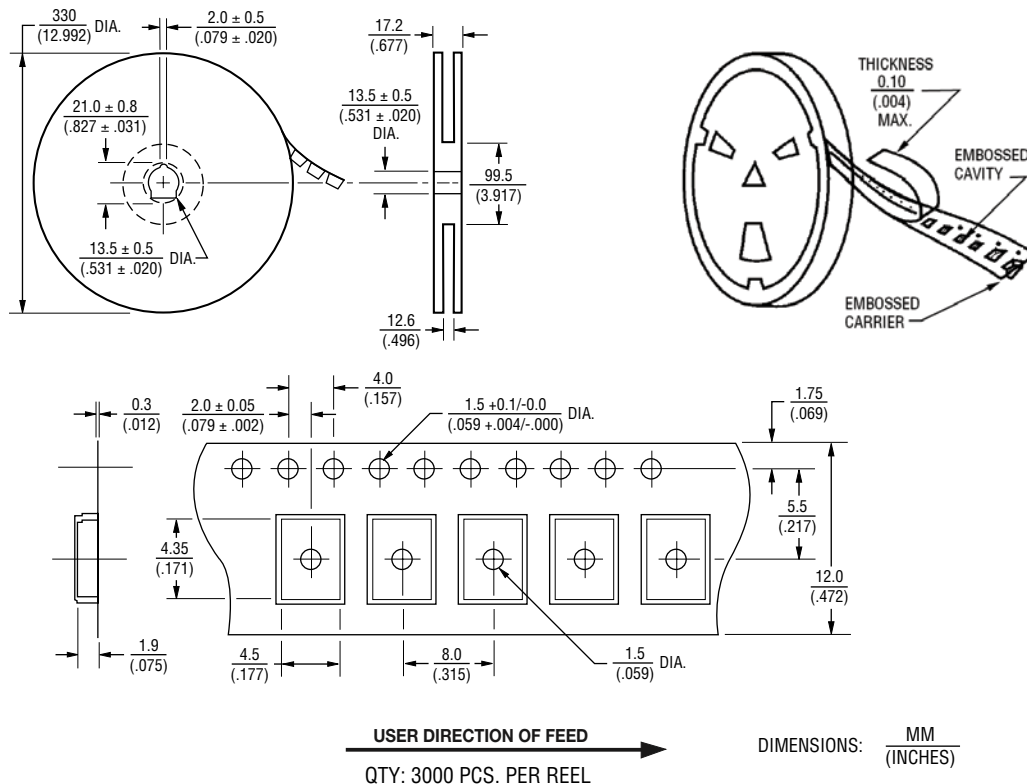 330
(12.992)
DIA.
2.0 ± 0.5
(.079 ± .020)
21.0 ± 0.8
(.827 ± .031)
13.5 ± 0.5
(.531 ± .020)
DIA.
17.2
(.677)
13.5 ± 0.5
(.531 ± .020)
DIA.
99.5
(3.917)
12.6
(.496)
THICKNESS
0.10
(.004)
MAX.
EMBOSSED
CAVITY
EMBOSSED
CARRIER
0.3
(.012)
2.0 ± 0.05
(.079 ± .002)
4.0
(.157)
1.5 +0.1/-0.0
(.059 +.004/-.000)
DIA.
1.75
(.069)
5.5
(.217)
12.0
(.472)
4.35
(.171)
1.9
(.075)
4.5
(.177)
8.0
(.315)
1.5
(.059)
DIA.
USER DIRECTION OF FEED
QTY: 3000 PCS. PER REEL
DIMENSIONS:
MM
(INCHES)